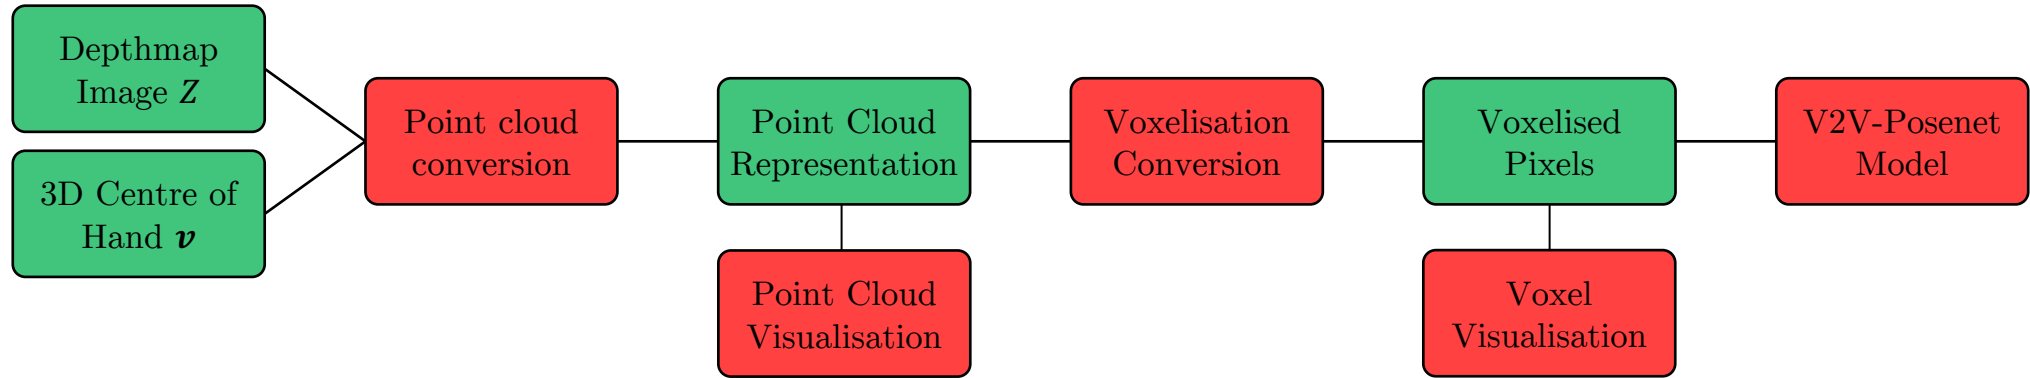 Depthmap
Image Z
3D Centre of
Hand v
Point cloud
conversion
Point Cloud
Representation
Point Cloud
Visualisation
Voxelisation
Conversion
Voxelised
Pixels
Voxel
Visualisation
V2V-Posenet
Model